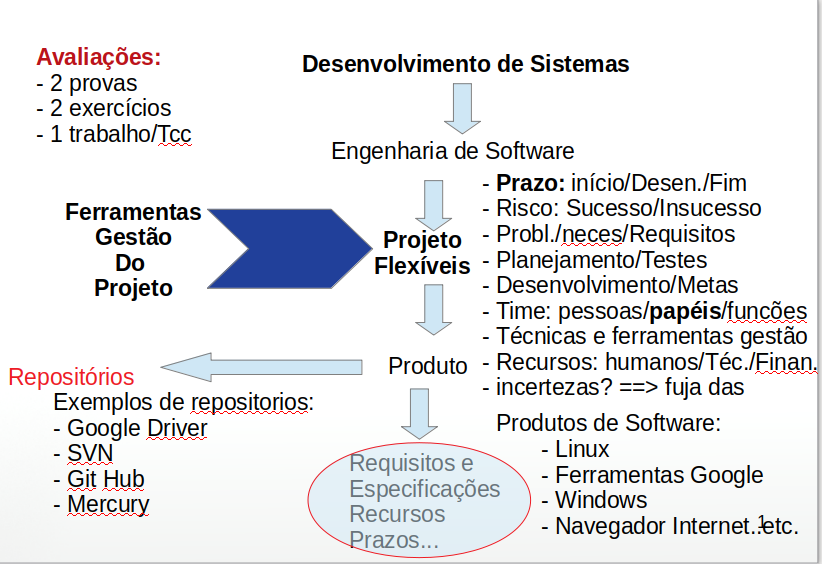 Avaliações:
- 2 provas
- 2 exercícios
- 1 trabalho/Tcc
Desenvolvimento de Sistemas
Engenharia de Software
Ferramentas
Gestão
Do
Projeto
Projeto
Flexíveis
- Prazo: início/Desen./Fim
- Risco: Sucesso/Insucesso
- Probl./neces/Requisitos
- Planejamento/Testes
- Desenvolvimento/Metas
- Time: pessoas/papéis/funcões
- Técnicas e ferramentas gestão
- Recursos: humanos/Téc./Finan.
- incertezas? ==> fuja das
Produto
Repositórios
Exemplos de repositorios:
- Google Driver
- SVN
- Git Hub
- Mercury
Requisitos e
Especificações
Recursos
Prazos...
Produtos de Software:
- Linux
- Ferramentas Google
- Windows
- Navegador Internet..etc.
1